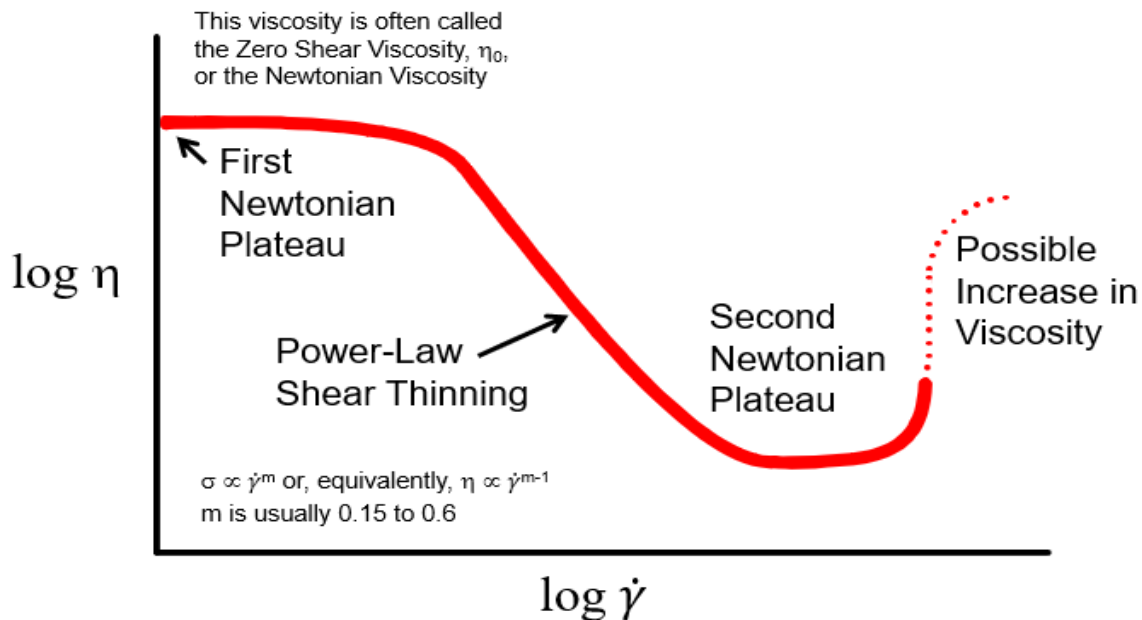 This viscosity is often called
the Zero Shear Viscosity, η₀,
or the Newtonian Viscosity
First
Newtonian
Plateau
log η
Power-Law
Shear Thinning
Second
Newtonian
Plateau
Possible
Increase in
Viscosity
σ ∝ γ̇ᵐ or, equivalently, η ∝ γ̇ᵐ⁻¹
m is usually 0.15 to 0.6
log γ̇